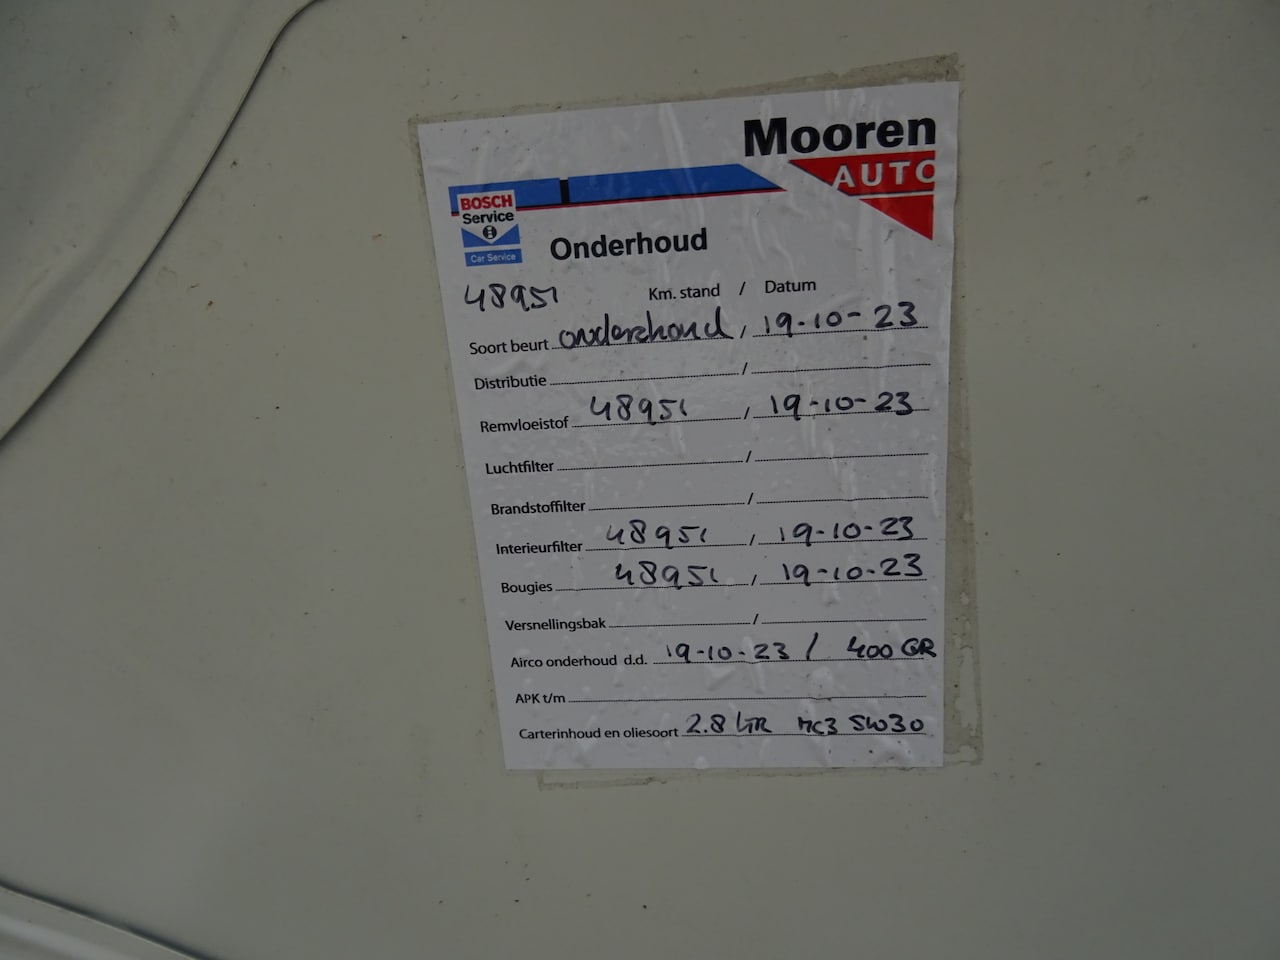 Mooren
AUTO
BOSCH
Service
Car Service
Onderhoud
48951 Km. stand / Datum
Soort beurt onderhoud / 19-10-23
Distributie /
Remvloeistof 48951 / 19-10-23
Luchtfilter /
Brandstoffilter /
Interieurfilter 48951 / 19-10-23
Bougies 48951 / 19-10-23
Versnellingsbak /
Airco onderhoud d.d. 19-10-23 / 400 GR
APK t/m
Carterinhoud en oliesoort 2.8 LTR MC3 5W30